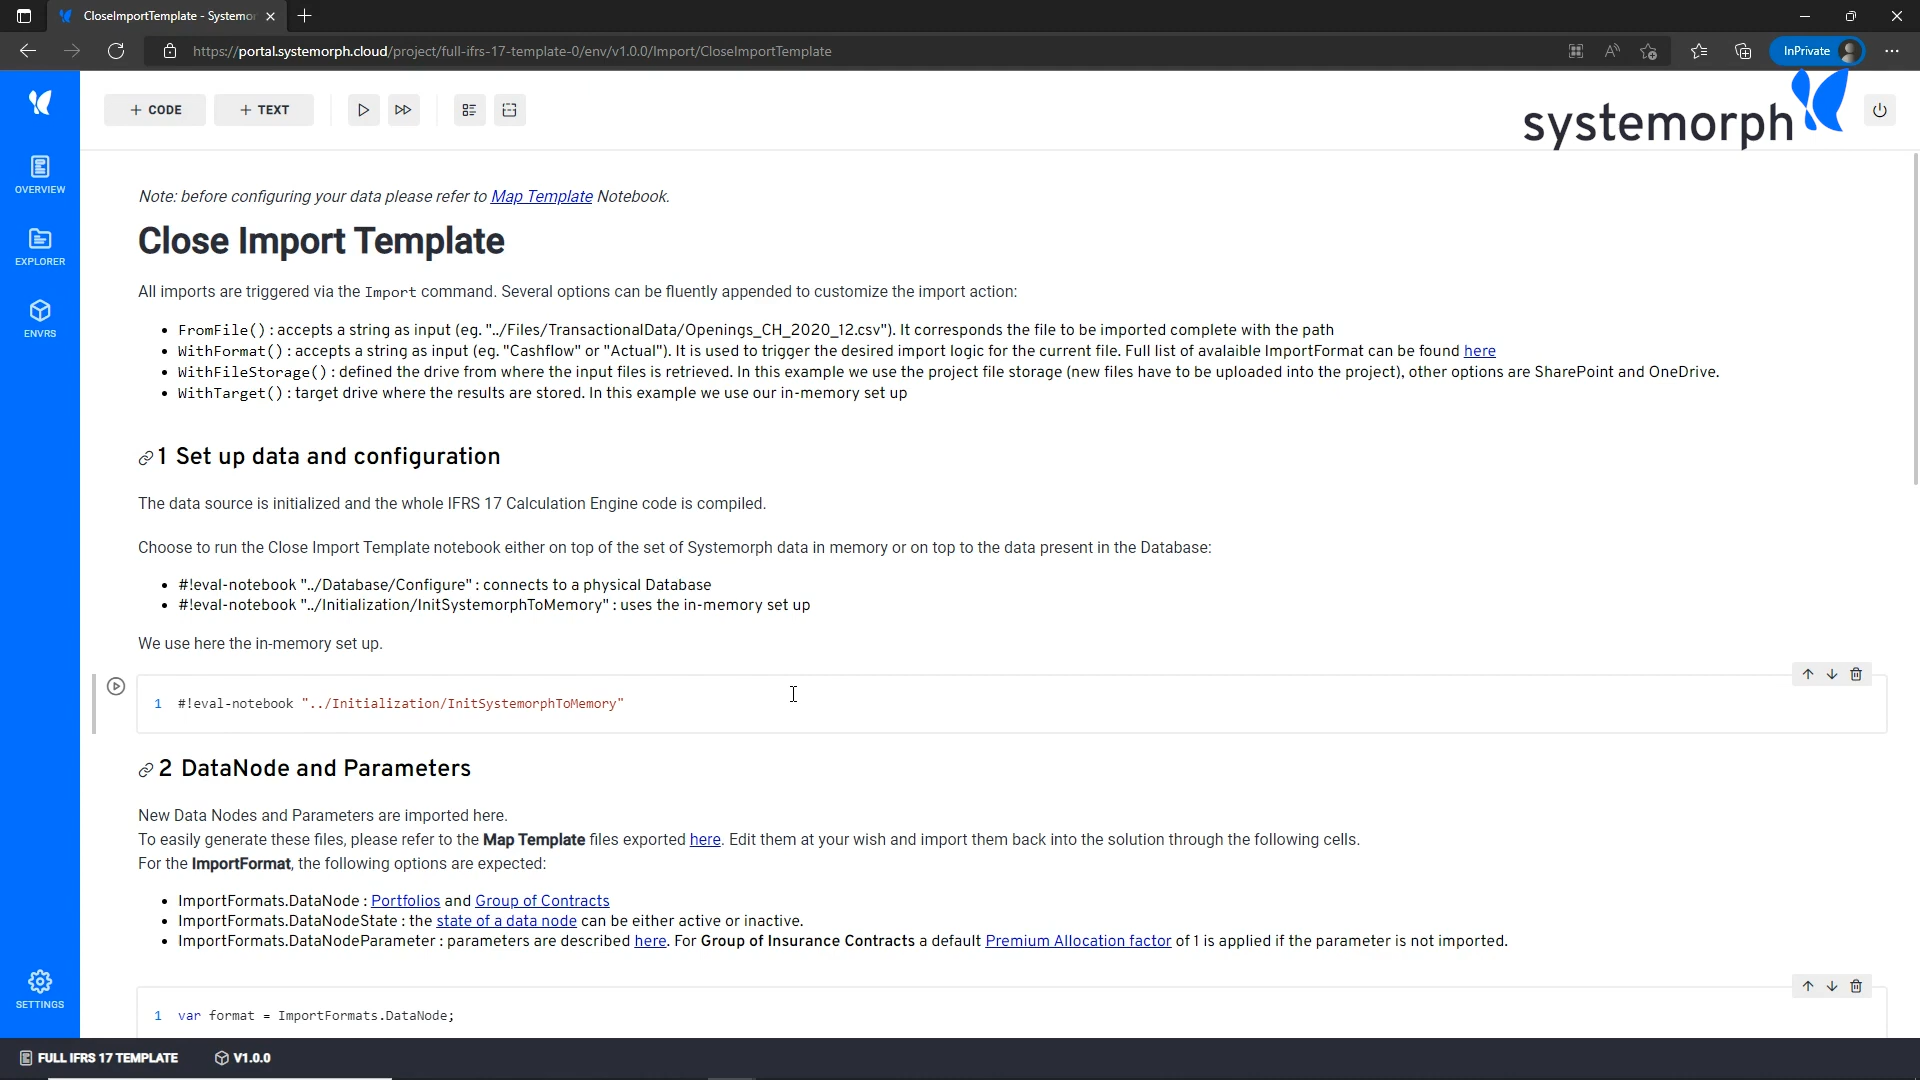 CloseImportTemplate - Systemor
https://portal.systemorph.cloud/project/full-ifrs-17-template-0/env/v1.0.0/Import/CloseImportTemplate
InPrivate
+ CODE
+ TEXT
systemorph
OVERVIEW
EXPLORER
ENVRS
SETTINGS
Note: before configuring your data please refer to Map Template Notebook.
Close Import Template
All imports are triggered via the Import command. Several options can be fluently appended to customize the import action:
• FromFile() : accepts a string as input (eg. "../Files/TransactionalData/Openings_CH_2020_12.csv"). It corresponds the file to be imported complete with the path
• WithFormat() : accepts a string as input (eg. "Cashflow" or "Actual"). It is used to trigger the desired import logic for the current file. Full list of avalaible ImportFormat can be found here
• WithFileStorage() : defined the drive from where the input files is retrieved. In this example we use the project file storage (new files have to be uploaded into the project), other options are SharePoint and OneDrive.
• WithTarget() : target drive where the results are stored. In this example we use our in-memory set up
1 Set up data and configuration
The data source is initialized and the whole IFRS 17 Calculation Engine code is compiled.
Choose to run the Close Import Template notebook either on top of the set of Systemorph data in memory or on top to the data present in the Database:
• #!eval-notebook "../Database/Configure" : connects to a physical Database
• #!eval-notebook "../Initialization/InitSystemorphToMemory" : uses the in-memory set up
We use here the in-memory set up.
1 #!eval-notebook "../Initialization/InitSystemorphToMemory"
2 DataNode and Parameters
New Data Nodes and Parameters are imported here.
To easily generate these files, please refer to the Map Template files exported here. Edit them at your wish and import them back into the solution through the following cells.
For the ImportFormat, the following options are expected:
• ImportFormats.DataNode : Portfolios and Group of Contracts
• ImportFormats.DataNodeState : the state of a data node can be either active or inactive.
• ImportFormats.DataNodeParameter : parameters are described here. For Group of Insurance Contracts a default Premium Allocation factor of 1 is applied if the parameter is not imported.
1 var format = ImportFormats.DataNode;
FULL IFRS 17 TEMPLATE
V1.0.0